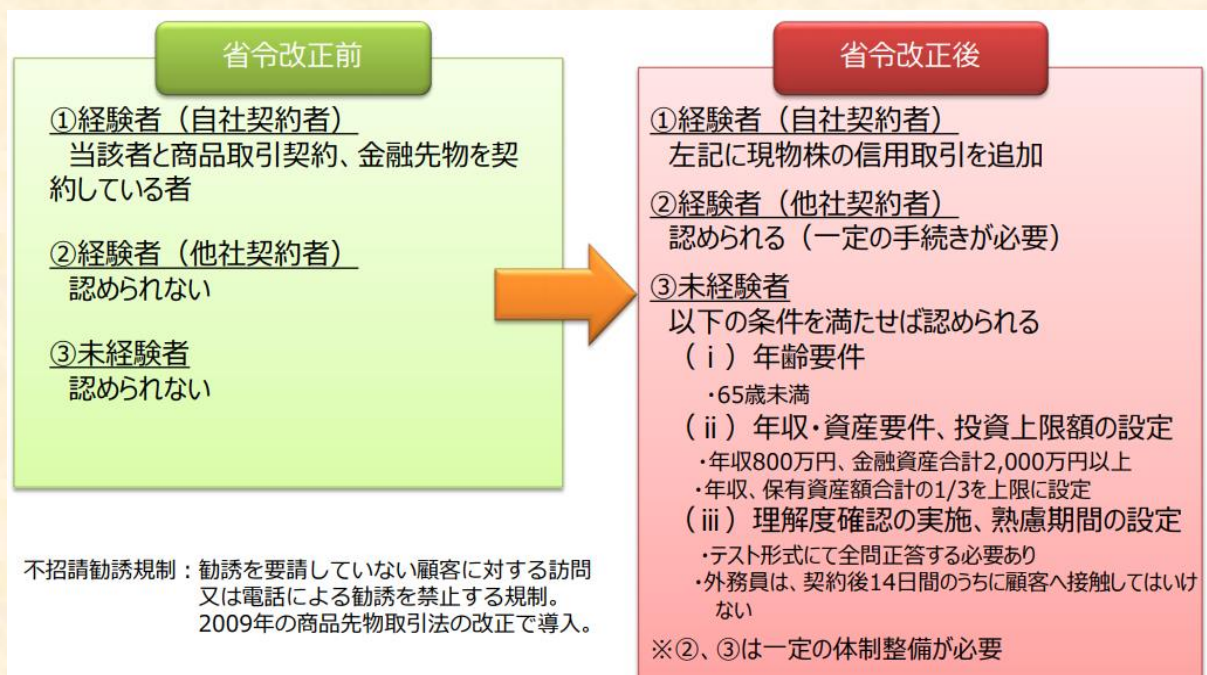 省令改正前
①経験者（自社契約者）
当該者と商品取引契約、金融先物を契
約している者
②経験者（他社契約者）
認められない
③未経験者
認められない
不招請勧誘規制：勧誘を要請していない顧客に対する訪問
又は電話による勧誘を禁止する規制。
2009年の商品先物取引法の改正で導入。
省令改正後
①経験者（自社契約者）
左記に現物株の信用取引を追加
②経験者（他社契約者）
認められる（一定の手続きが必要）
③未経験者
以下の条件を満たせば認められる
（ⅰ）年齢要件
・65歳未満
（ⅱ）年収・資産要件、投資上限額の設定
・年収800万円、金融資産合計2,000万円以上
・年収、保有資産額合計の1/3を上限に設定
（ⅲ）理解度確認の実施、熟慮期間の設定
・テスト形式にて全問正答する必要あり
・外務員は、契約後14日間のうちに顧客へ接触してはいけ
ない
※②、③は一定の体制整備が必要